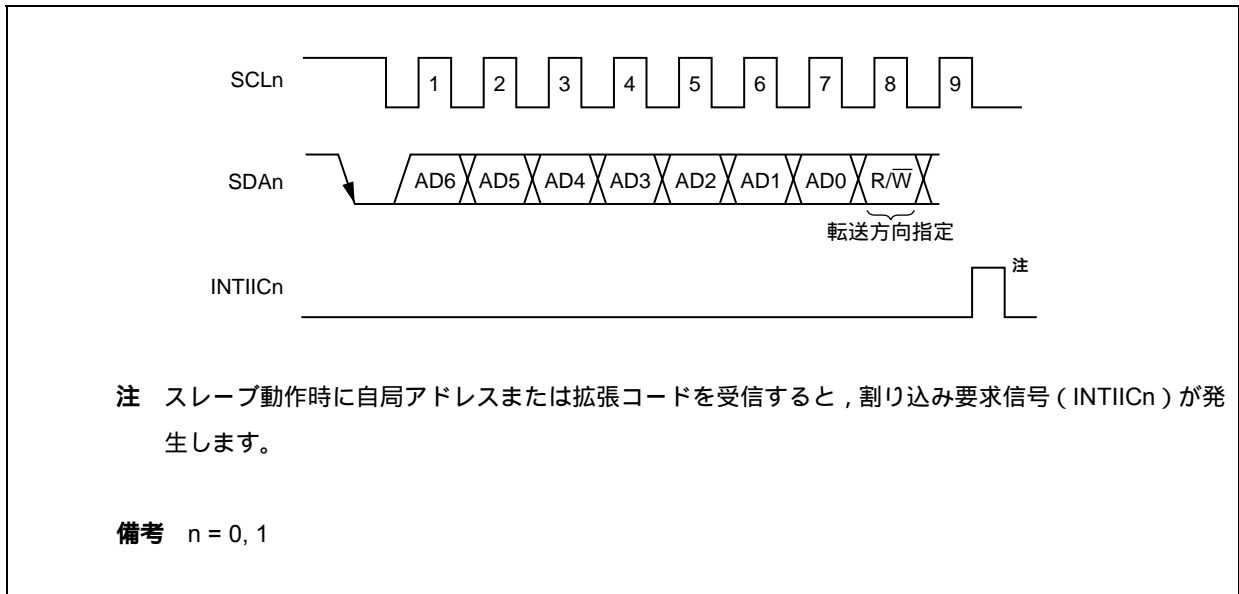 SCLn 1 2 3 4 5 6 7 8 9
SDAn AD6 AD5 AD4 AD3 AD2 AD1 AD0 R/W̅
転送方向指定
INTIICn 注
注 スレーブ動作時に自局アドレスまたは拡張コードを受信すると，割り込み要求信号（INTIICn）が発
生します。
備考 n = 0, 1